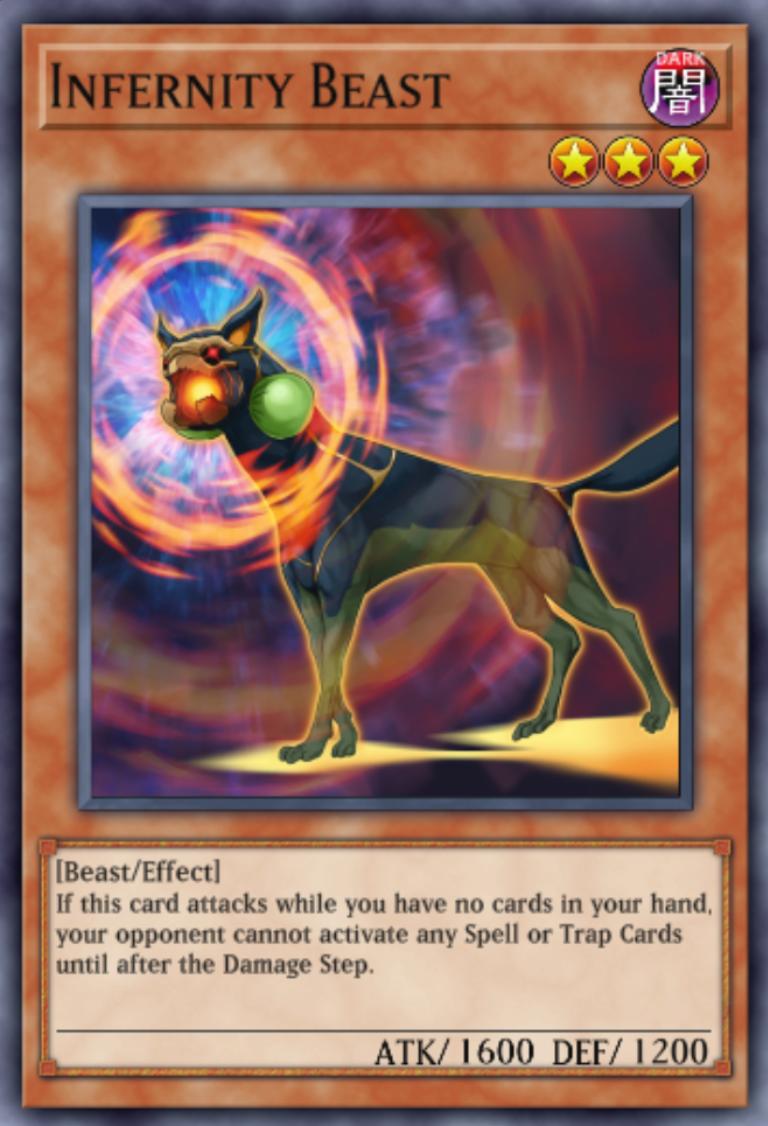 INFERNITY BEAST
DARK
闇
[Beast/Effect]
If this card attacks while you have no cards in your hand,
your opponent cannot activate any Spell or Trap Cards
until after the Damage Step.
ATK/ 1600 DEF/ 1200